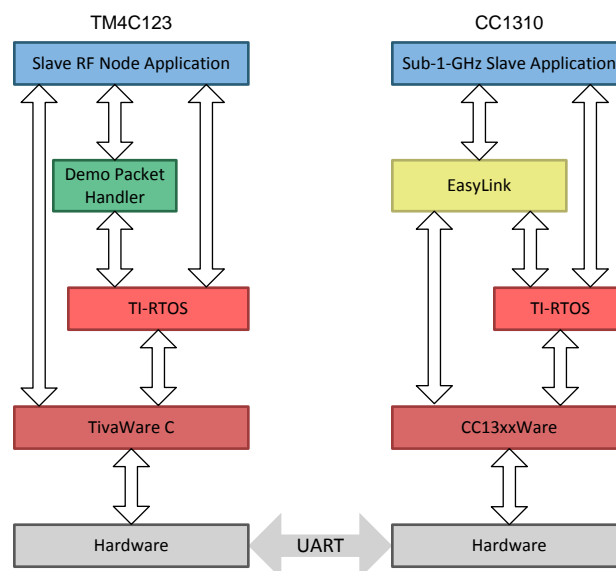 TM4C123
CC1310
Slave RF Node Application
Sub-1-GHz Slave Application
Demo Packet
Handler
EasyLink
TI-RTOS
TI-RTOS
TivaWare C
CC13xxWare
Hardware
UART
Hardware